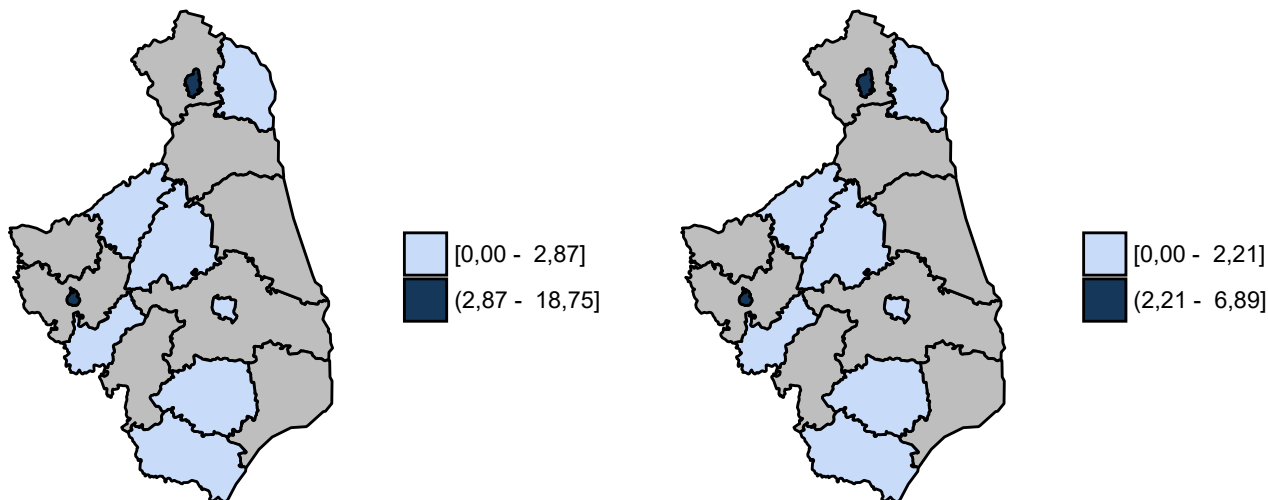 [0,00 - 2,87]
(2,87 - 18,75]
[0,00 - 2,21]
(2,21 - 6,89]